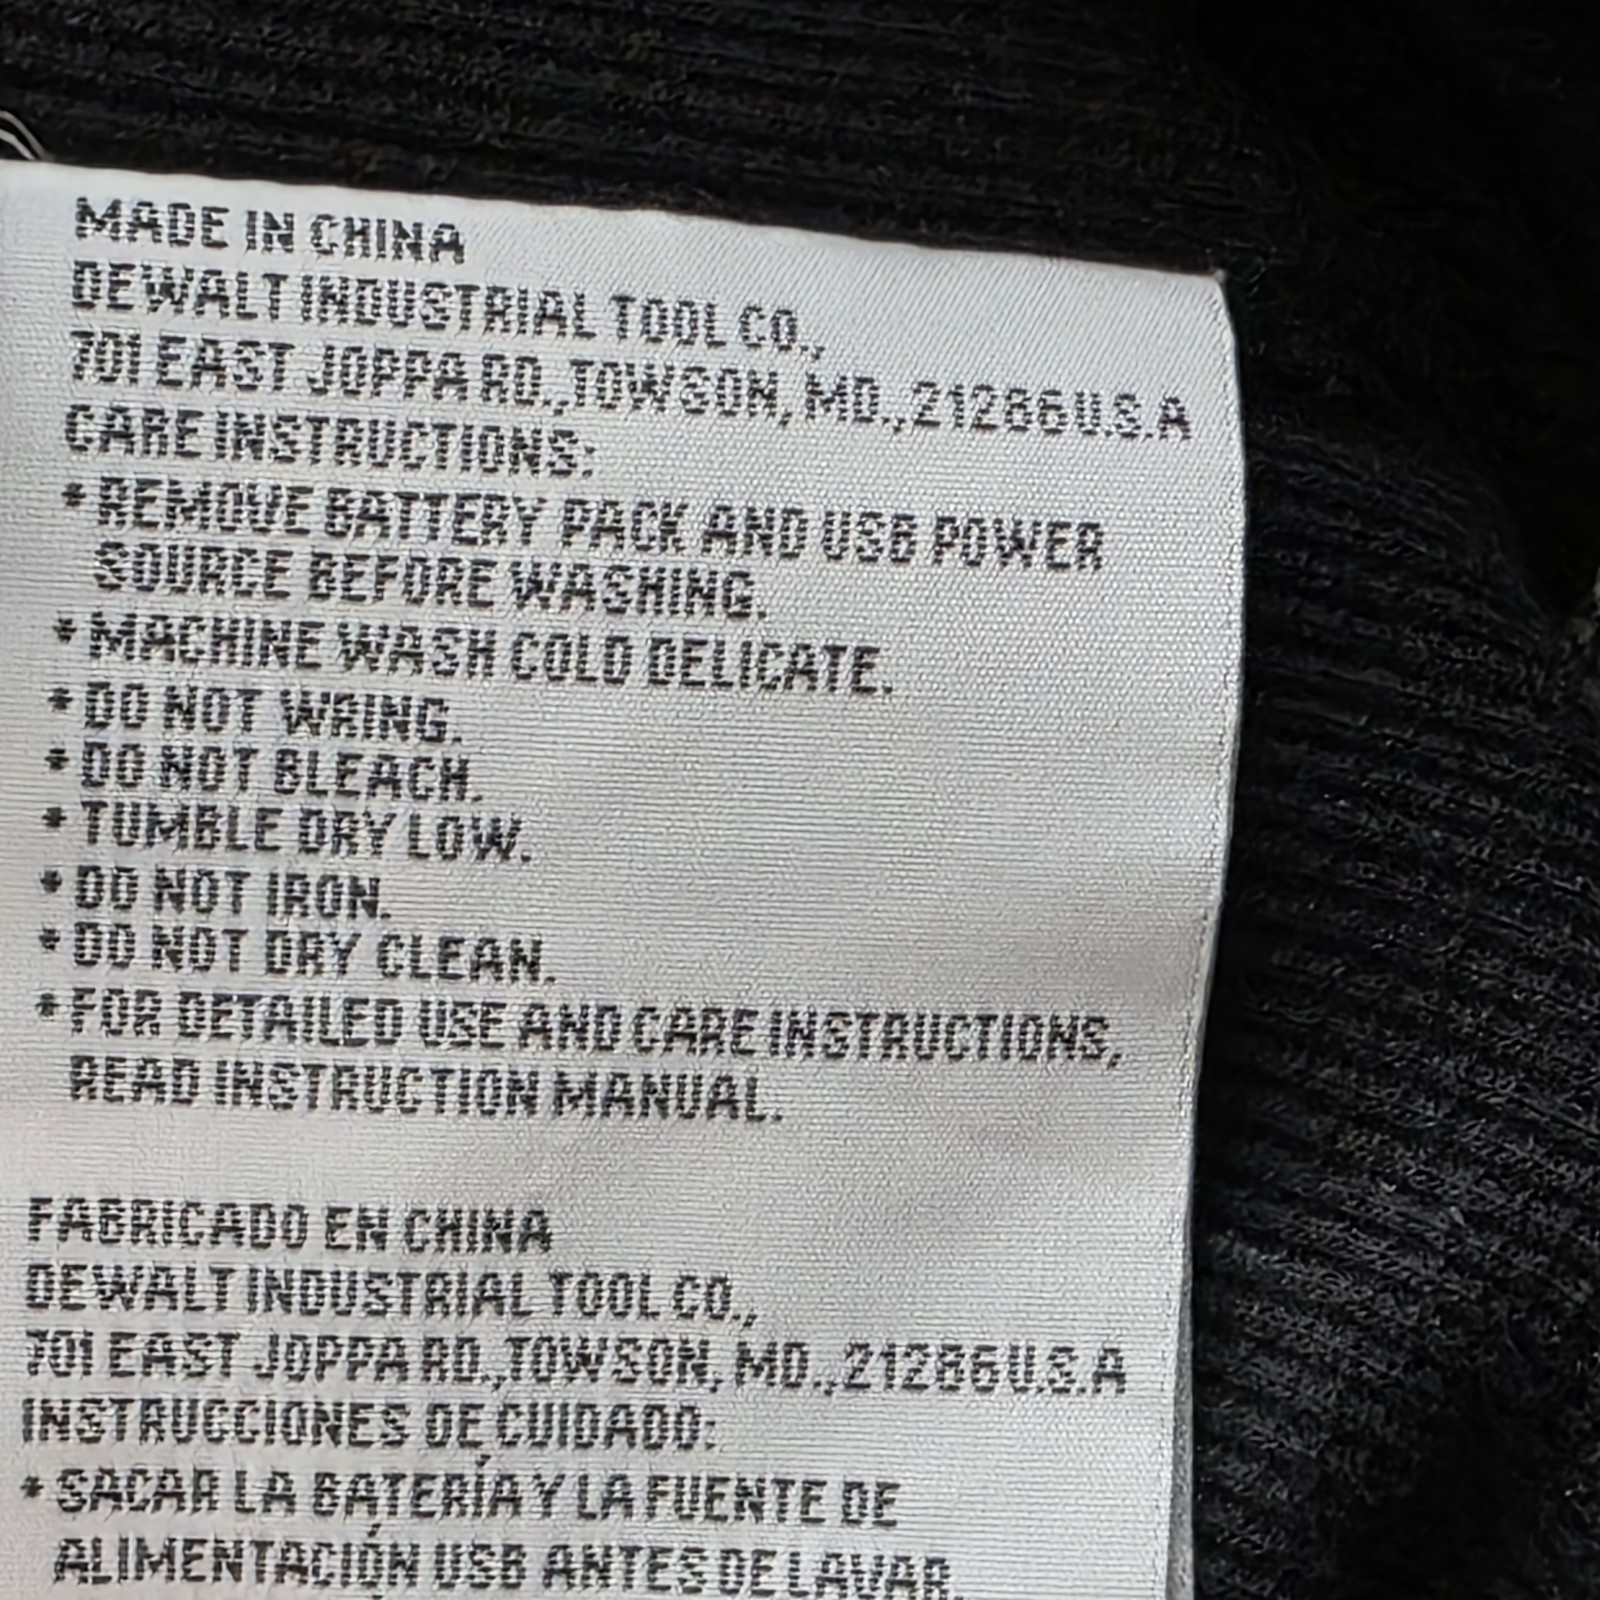 MADE IN CHINA
DEWALT INDUSTRIAL TOOL CO.,
701 EAST JOPPA RD.,TOWSON, MD.,21286 U.S.A
CARE INSTRUCTIONS:
* REMOVE BATTERY PACK AND USB POWER
SOURCE BEFORE WASHING.
* MACHINE WASH COLD DELICATE.
* DO NOT WRING.
* DO NOT BLEACH.
* TUMBLE DRY LOW.
* DO NOT IRON.
* DO NOT DRY CLEAN.
* FOR DETAILED USE AND CARE INSTRUCTIONS,
READ INSTRUCTION MANUAL.
FABRICADO EN CHINA
DEWALT INDUSTRIAL TOOL CO.,
701 EAST JOPPA RD.,TOWSON, MD.,21286 U.S.A
INSTRUCCIONES DE CUIDADO:
* SACAR LA BATERÍA Y LA FUENTE DE
ALIMENTACIÓN USB ANTES DE LAVAR.